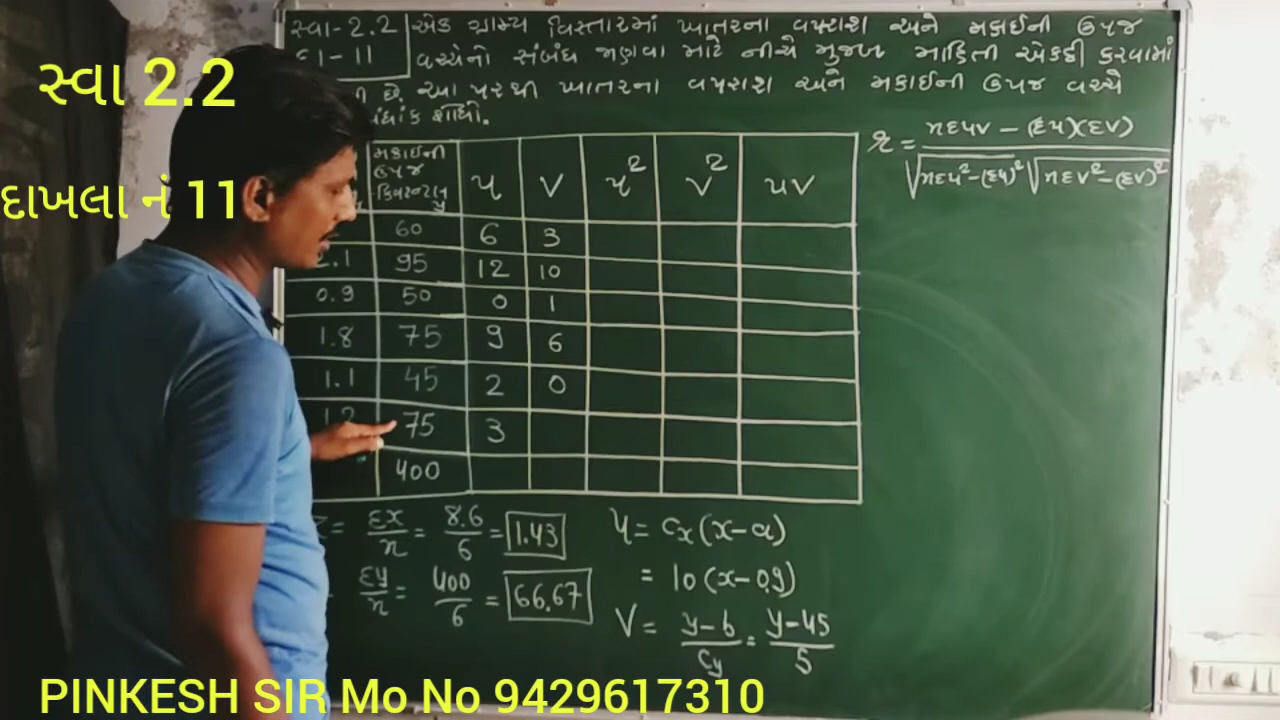 સ્વા 2.2
દાખલા નં 11
સ્વા-2.2 એક ગ્રામ્ય વિસ્તારમાં ખાતરના વપરાશ અને મકાઈની ઉપજ
દા-11 વચ્ચેનો સંબંધ જાણવા માટે નીચે મુજબ માહિતી એકઠી કરવામાં
છે. આ પરથી ખાતરના વપરાશ અને મકાઈની ઉપજ વચ્ચે
શોધો.
r = nΣuv - (Σu)(Σv)
√nΣu²-(Σu)² √nΣv²-(Σv)²
મકાઈની ઉપજ u v u² v² uv
60 6 3
95 12 10
0.9 50 0 1
1.8 75 9 6
1.1 45 2 0
1.2 75 3
400
= Σx/n = 8.6/6 = 1.43
Σy/n = 400/6 = 66.67
u = Cx(x-a)
= 10(x-0.9)
v = y-b/Cy = y-45/5
PINKESH SIR Mo No 9429617310